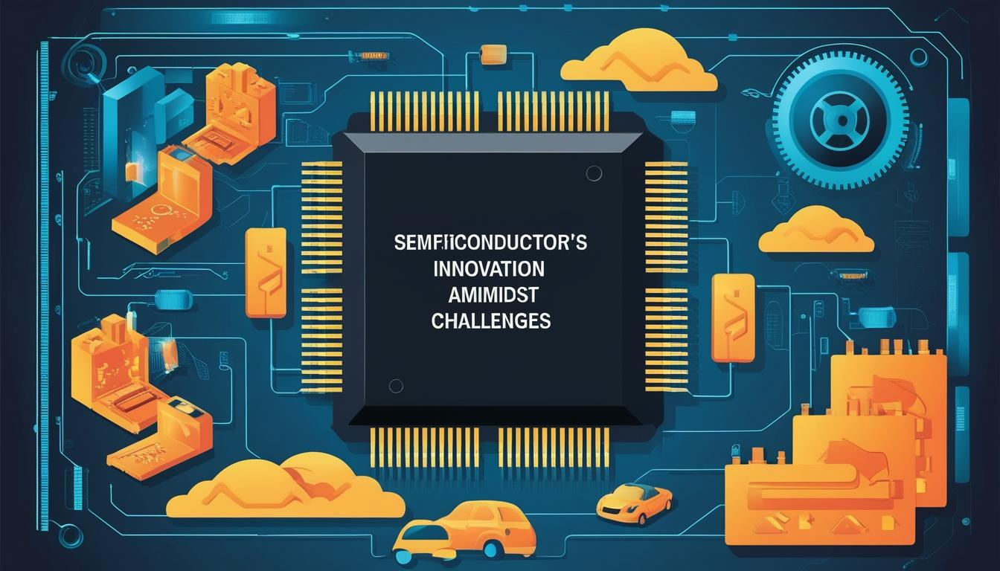 SEMFIICONDUCTOR'S
INNOVATION
AMIMIDST
CHALLENGES